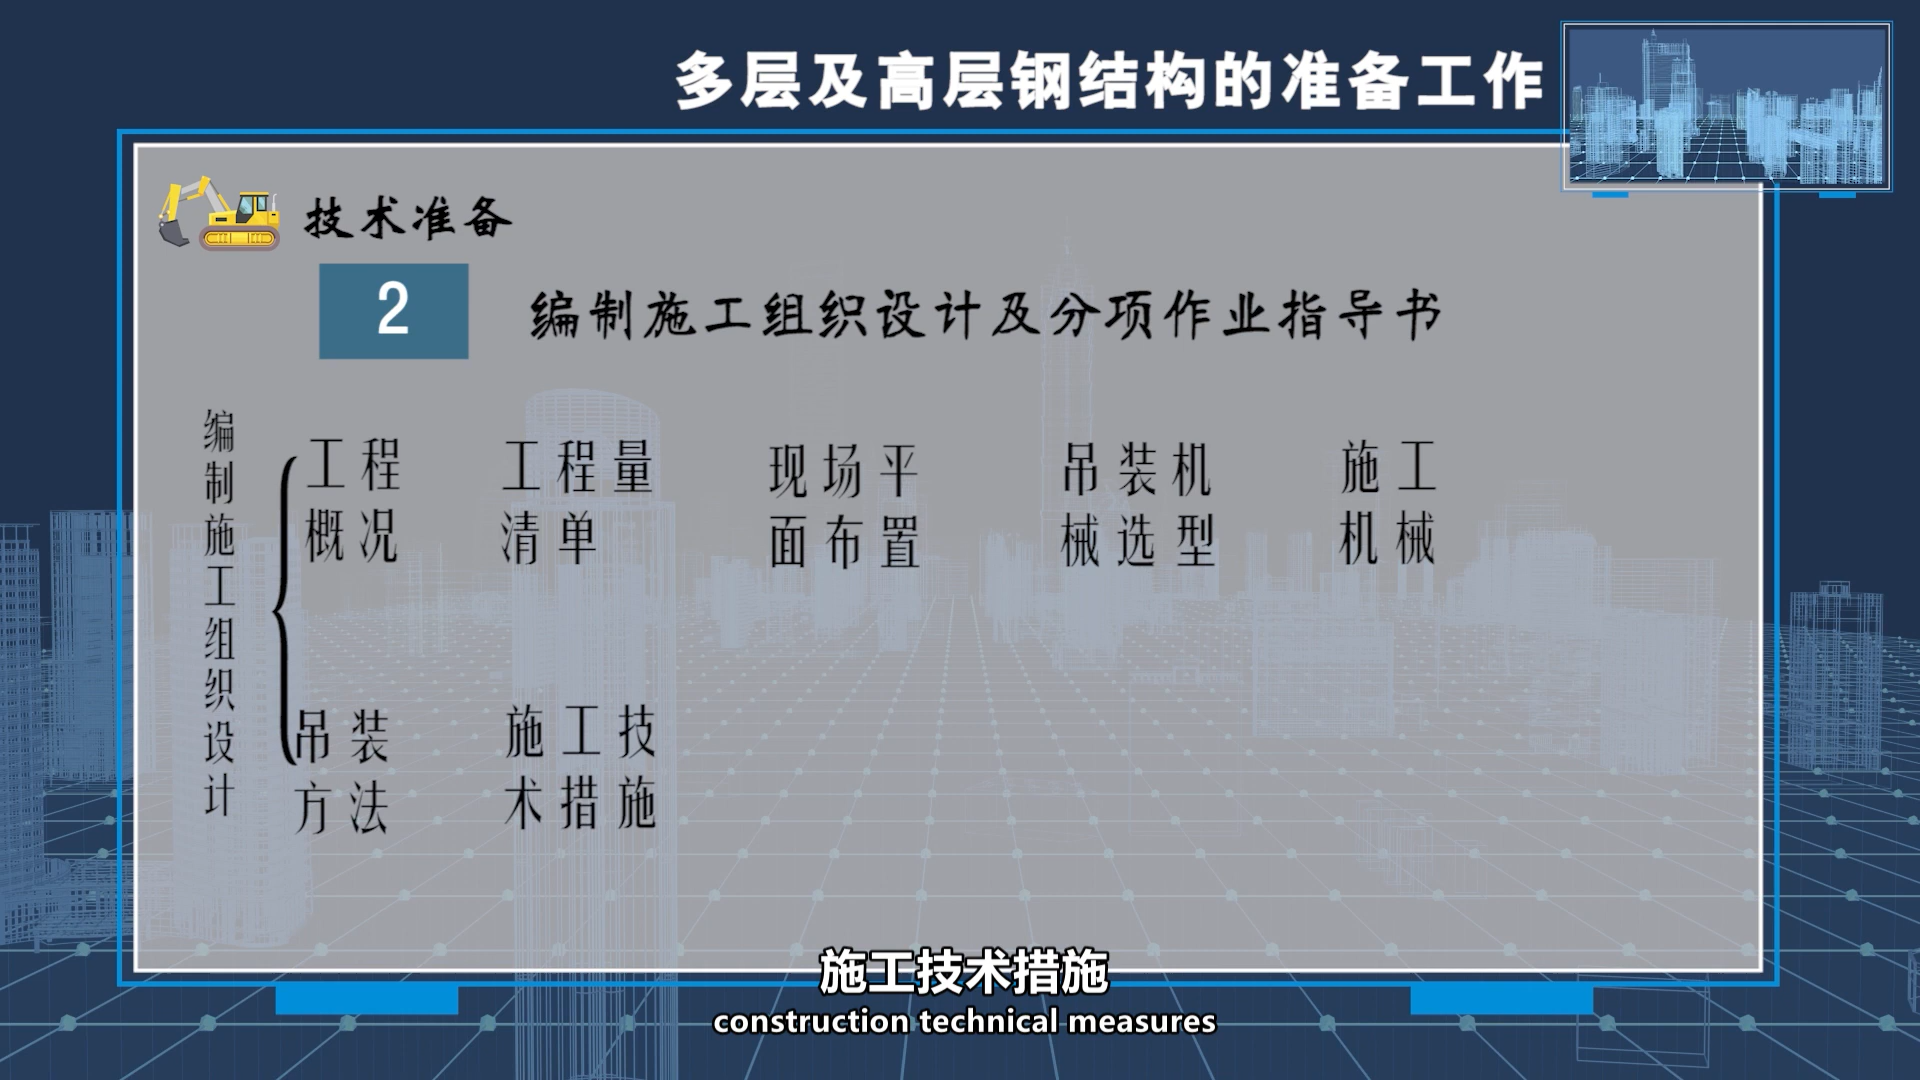 多层及高层钢结构的准备工作
技术准备
2
编制施工组织设计及分项作业指导书
编制施工组织设计
工程
概况
工程量
清单
现场平
面布置
吊装机
械选型
施工
机械
吊装
方法
施工技
术措施
施工技术措施
construction technical measures